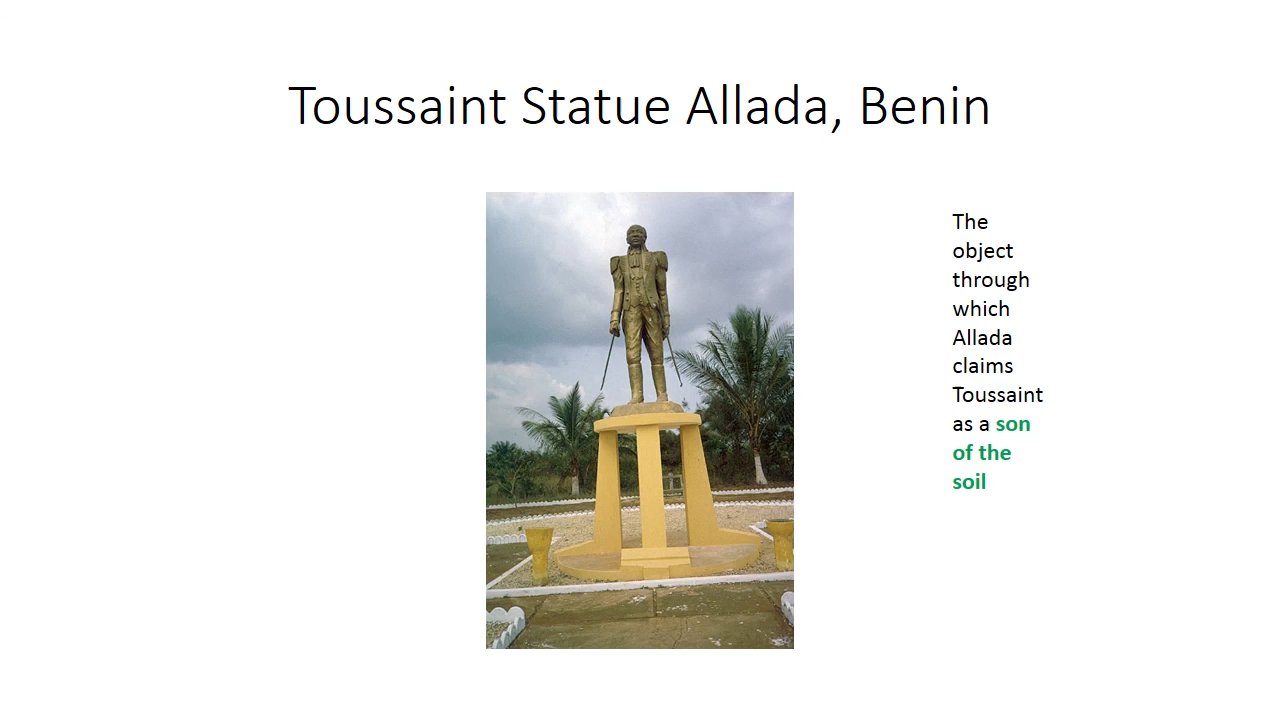 Toussaint Statue Allada, Benin
The
object
through
which
Allada
claims
Toussaint
as a son
of the
soil